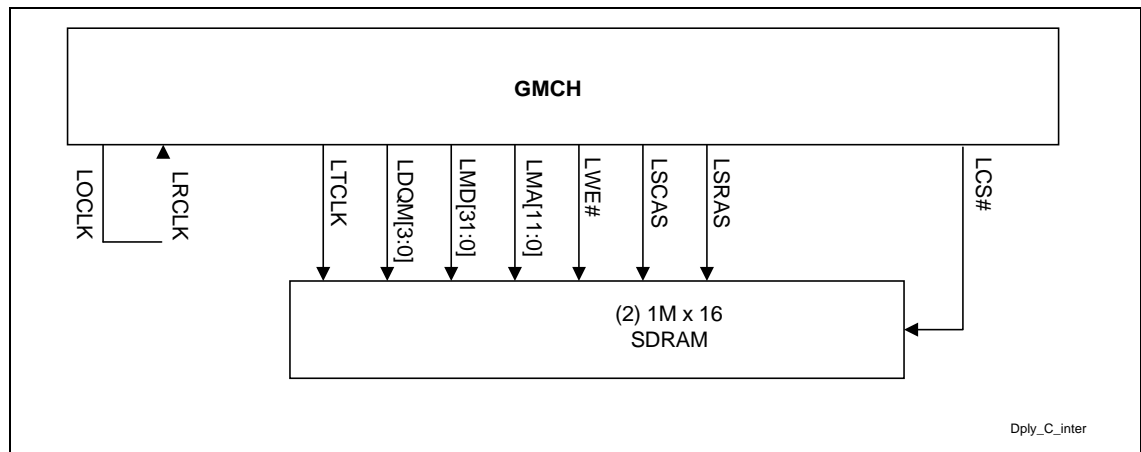 GMCH
LOCLK
LRCLK
LTCLK
LDQM[3:0]
LMD[31:0]
LMA[11:0]
LWE#
LSCAS
LSRAS
LCS#
(2) 1M x 16
SDRAM
Dply_C_inter